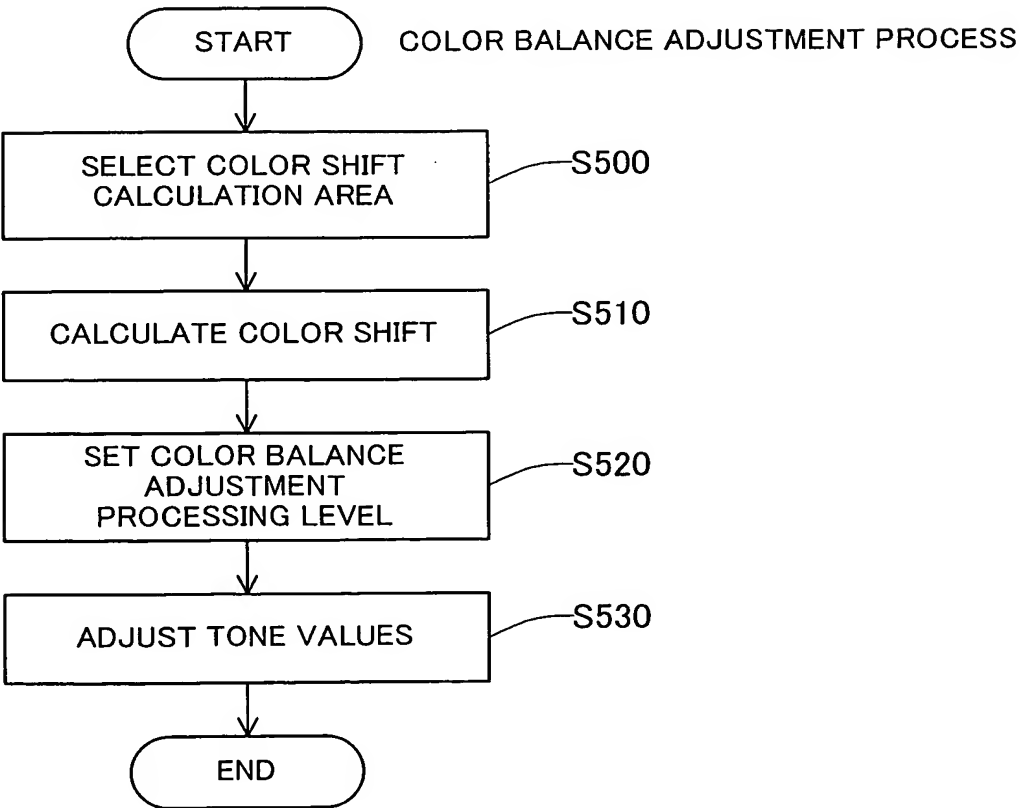 START
COLOR BALANCE ADJUSTMENT PROCESS
SELECT COLOR SHIFT
CALCULATION AREA
S500
CALCULATE COLOR SHIFT
S510
SET COLOR BALANCE
ADJUSTMENT
PROCESSING LEVEL
S520
ADJUST TONE VALUES
S530
END